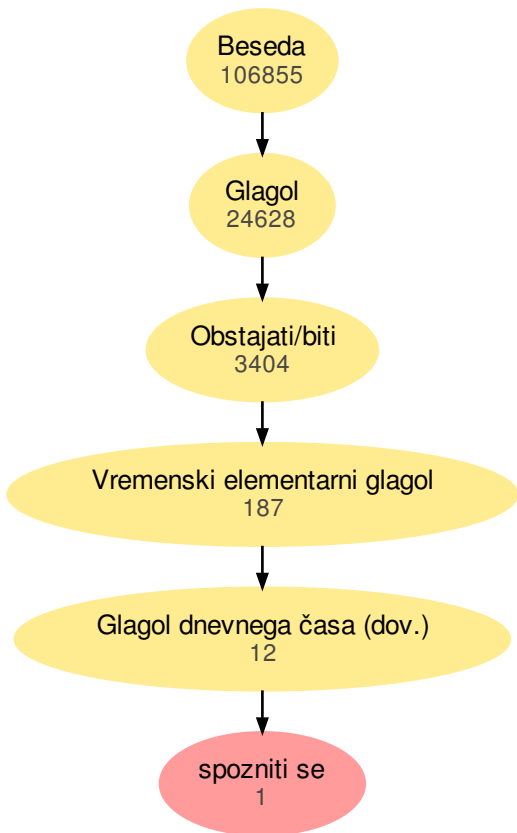 Beseda
106855
Glagol
24628
Obstajati/biti
3404
Vremenski elementarni glagol
187
Glagol dnevnega časa (dov.)
12
spozniti se
1